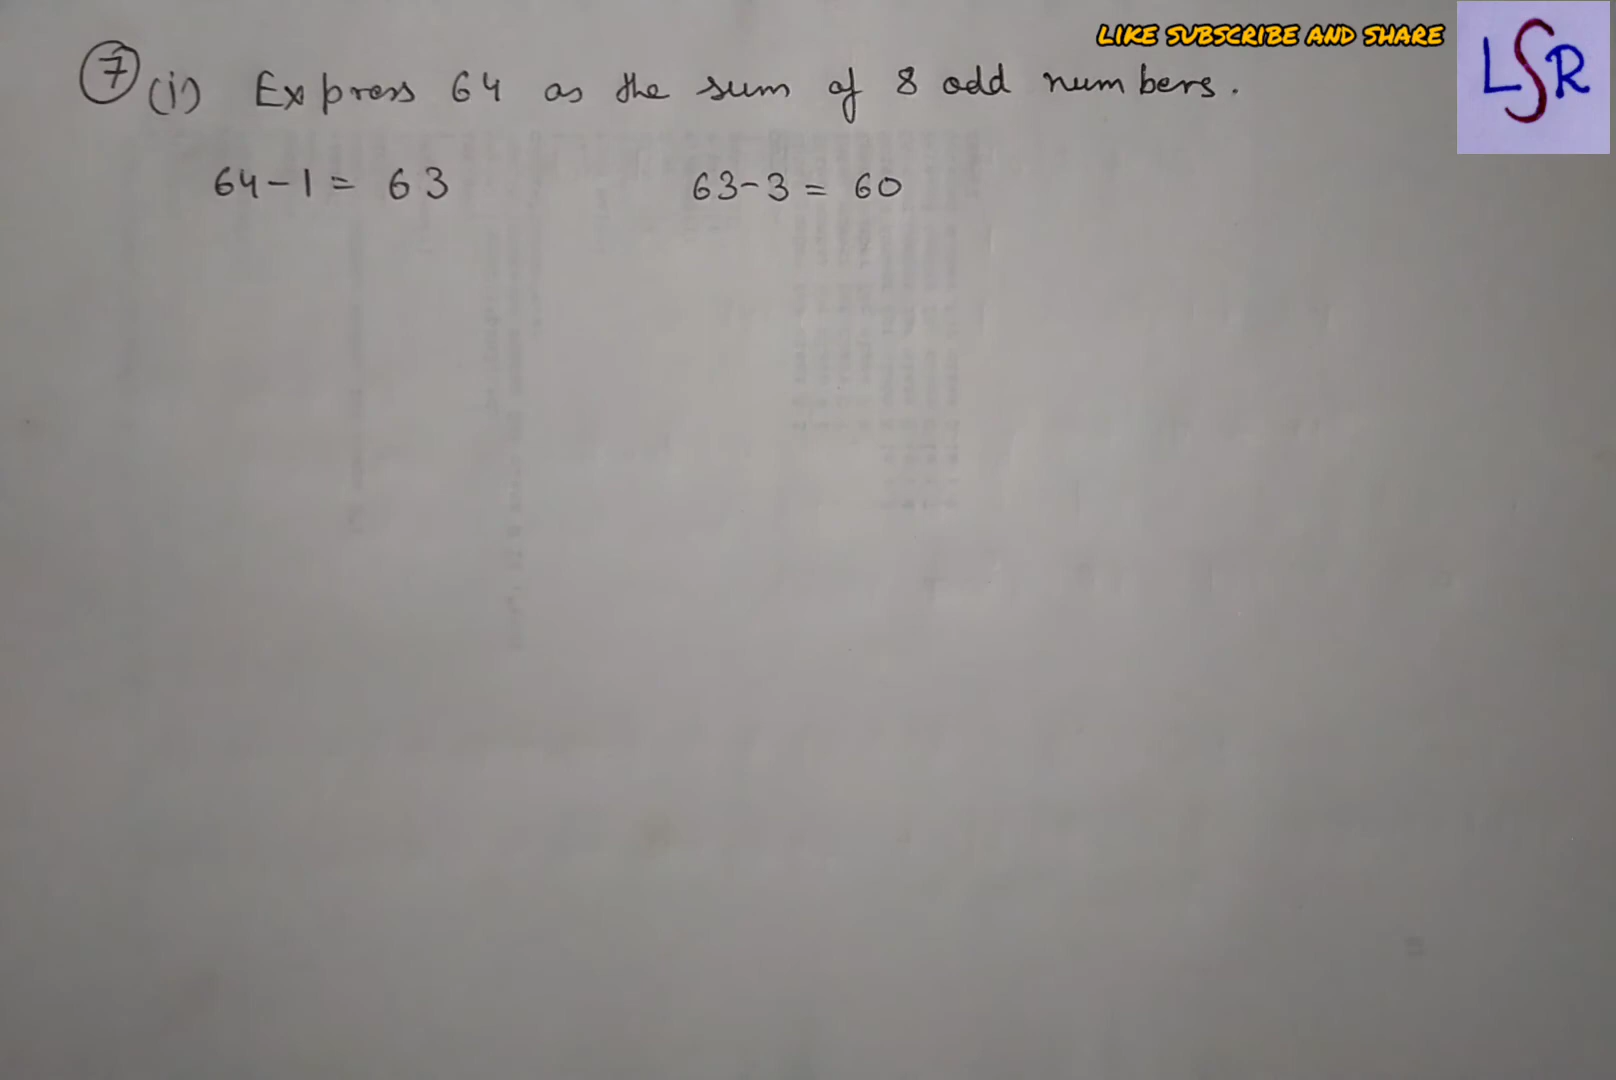 LIKE SUBSCRIBE AND SHARE
LSR
7 (i) Express 64 as the sum of 8 odd numbers.
64-1 = 63 63-3 = 60